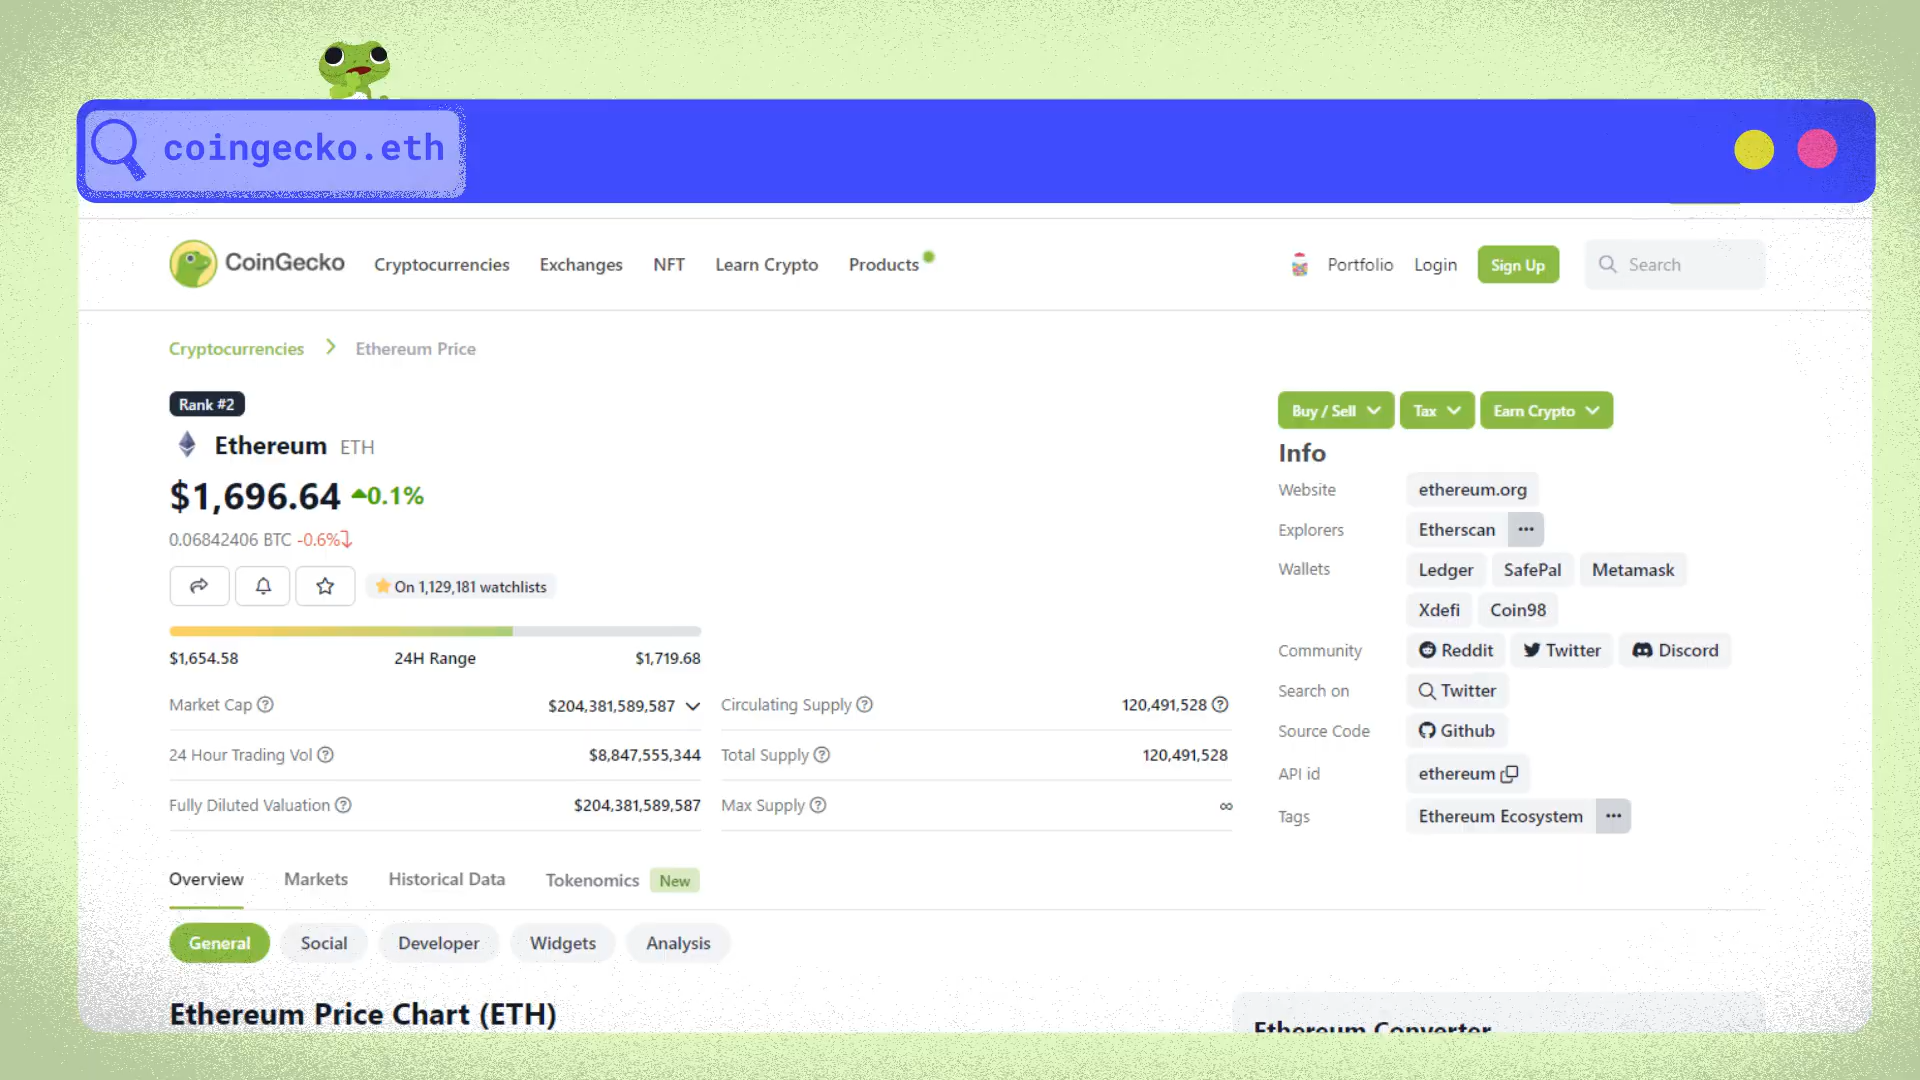 coingecko.eth
CoinGecko Cryptocurrencies Exchanges NFT Learn Crypto Products Portfolio Login Sign Up Search
Cryptocurrencies Ethereum Price
Rank #2
Ethereum ETH
$1,696.64 0.1%
0.06842406 BTC -0.6%
On 1,129,181 watchlists
$1,654.58 24H Range $1,719.68
Market Cap $204,381,589,587 Circulating Supply 120,491,528
24 Hour Trading Vol $8,847,555,344 Total Supply 120,491,528
Fully Diluted Valuation $204,381,589,587 Max Supply ∞
Buy / Sell Tax Earn Crypto
Info
Website ethereum.org
Explorers Etherscan ...
Wallets Ledger SafePal Metamask
Xdefi Coin98
Community Reddit Twitter Discord
Search on Twitter
Source Code Github
API id ethereum
Tags Ethereum Ecosystem ...
Overview Markets Historical Data Tokenomics New
General Social Developer Widgets Analysis
Ethereum Price Chart (ETH)
Ethereum Converter